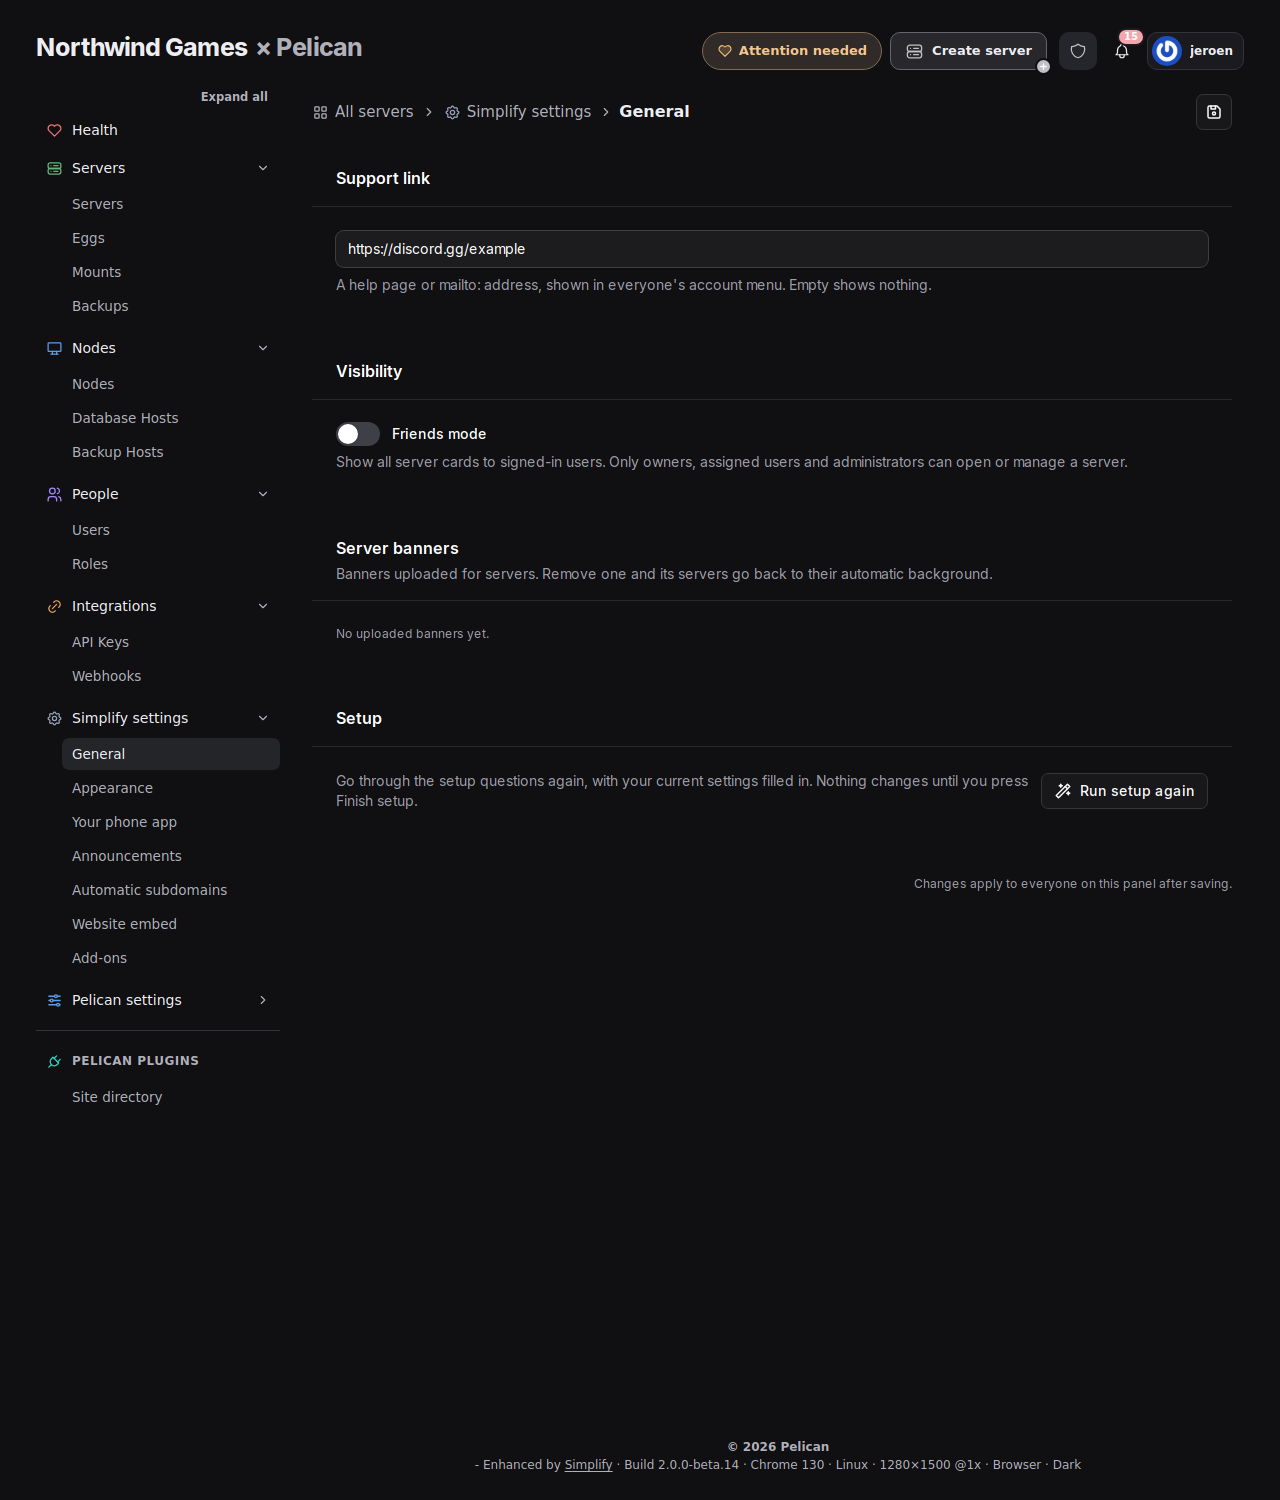 Northwind Games × Pelican
Attention needed
Create server
15
jeroen
Expand all
Health
Servers
Servers
Eggs
Mounts
Backups
Nodes
Nodes
Database Hosts
Backup Hosts
People
Users
Roles
Integrations
API Keys
Webhooks
Simplify settings
General
Appearance
Your phone app
Announcements
Automatic subdomains
Website embed
Add-ons
Pelican settings
PELICAN PLUGINS
Site directory
All servers > Simplify settings > General
Support link
https://discord.gg/example
A help page or mailto: address, shown in everyone's account menu. Empty shows nothing.
Visibility
Friends mode
Show all server cards to signed-in users. Only owners, assigned users and administrators can open or manage a server.
Server banners
Banners uploaded for servers. Remove one and its servers go back to their automatic background.
No uploaded banners yet.
Setup
Go through the setup questions again, with your current settings filled in. Nothing changes until you press
Finish setup.
Run setup again
Changes apply to everyone on this panel after saving.
© 2026 Pelican
- Enhanced by Simplify · Build 2.0.0-beta.14 · Chrome 130 · Linux · 1280×1500 @1x · Browser · Dark